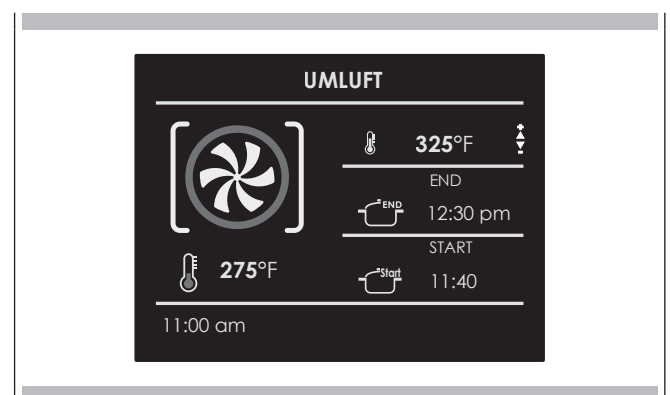 UMLUFT
325°F
END
END 12:30 pm
START
Start 11:40
275°F
11:00 am